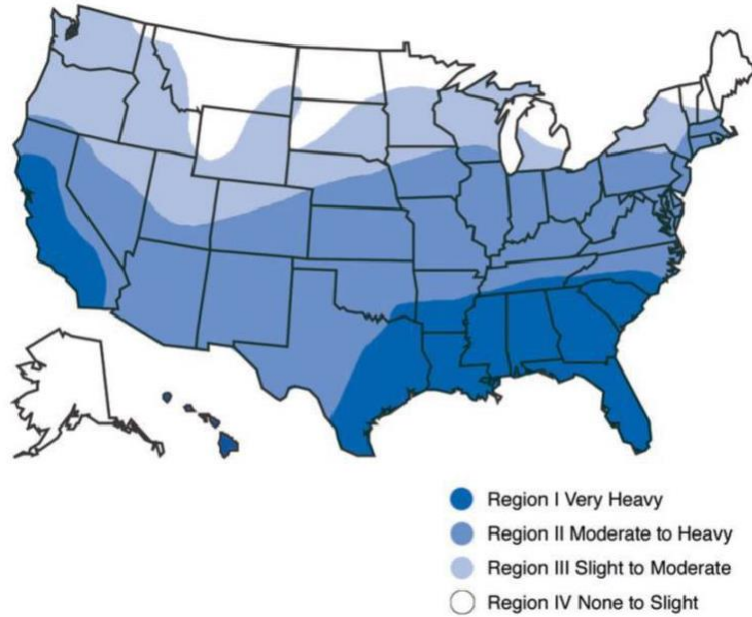 Region I Very Heavy
Region II Moderate to Heavy
Region III Slight to Moderate
Region IV None to Slight